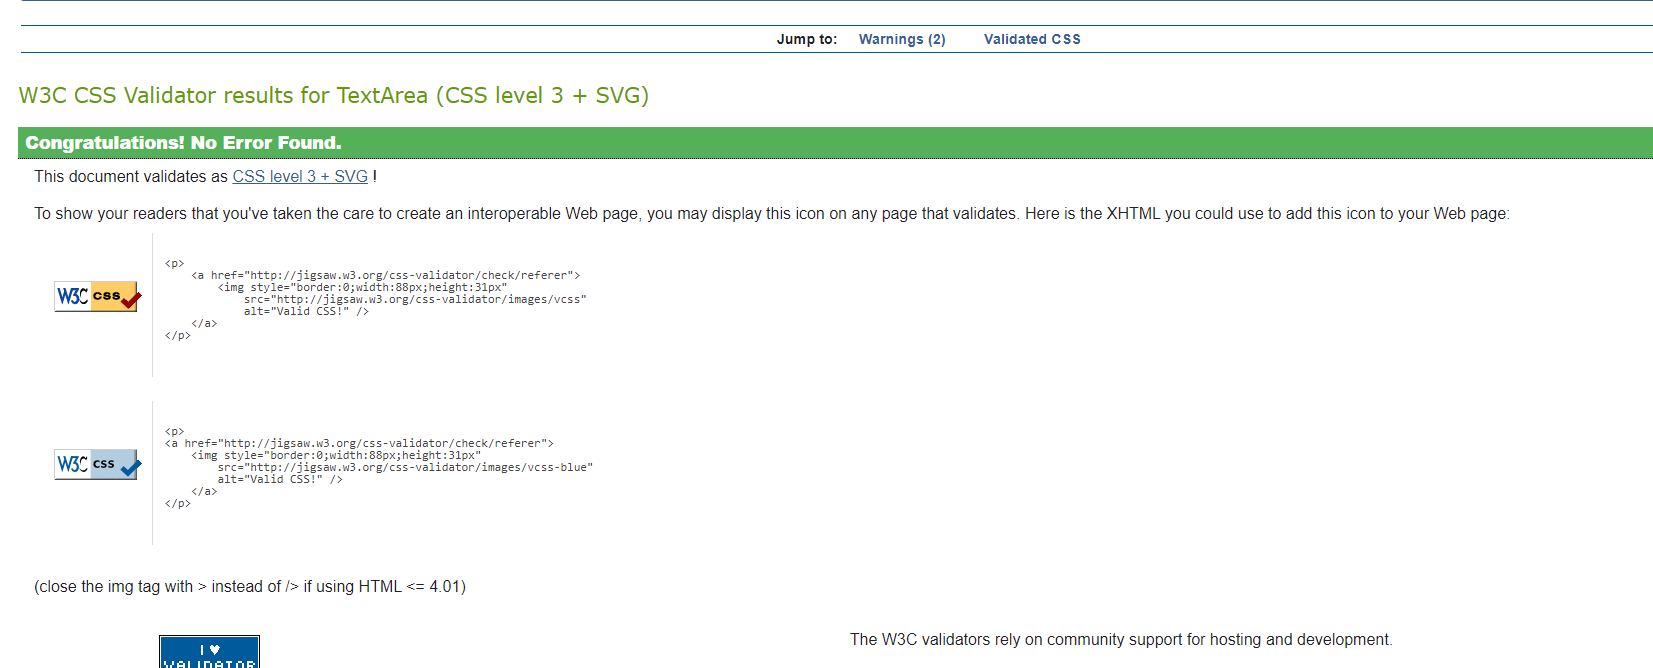 Jump to: Warnings (2) Validated CSS
W3C CSS Validator results for TextArea (CSS level 3 + SVG)
Congratulations! No Error Found.
This document validates as CSS level 3 + SVG !
To show your readers that you've taken the care to create an interoperable Web page, you may display this icon on any page that validates. Here is the XHTML you could use to add this icon to your Web page:
<p>
<a href="http://jigsaw.w3.org/css-validator/check/referer">
<img style="border:0;width:88px;height:31px"
W3C css
src="http://jigsaw.w3.org/css-validator/images/vcss"
alt="Valid CSS!" />
</a>
</p>
<p>
<a href="http://jigsaw.w3.org/css-validator/check/referer">
<img style="border:0;width:88px;height:31px"
W3C css
src="http://jigsaw.w3.org/css-validator/images/vcss-blue"
alt="Valid CSS!" />
</a>
</p>
(close the img tag with > instead of /> if using HTML <= 4.01)
I ♥
VALIDATOR
The W3C validators rely on community support for hosting and development.